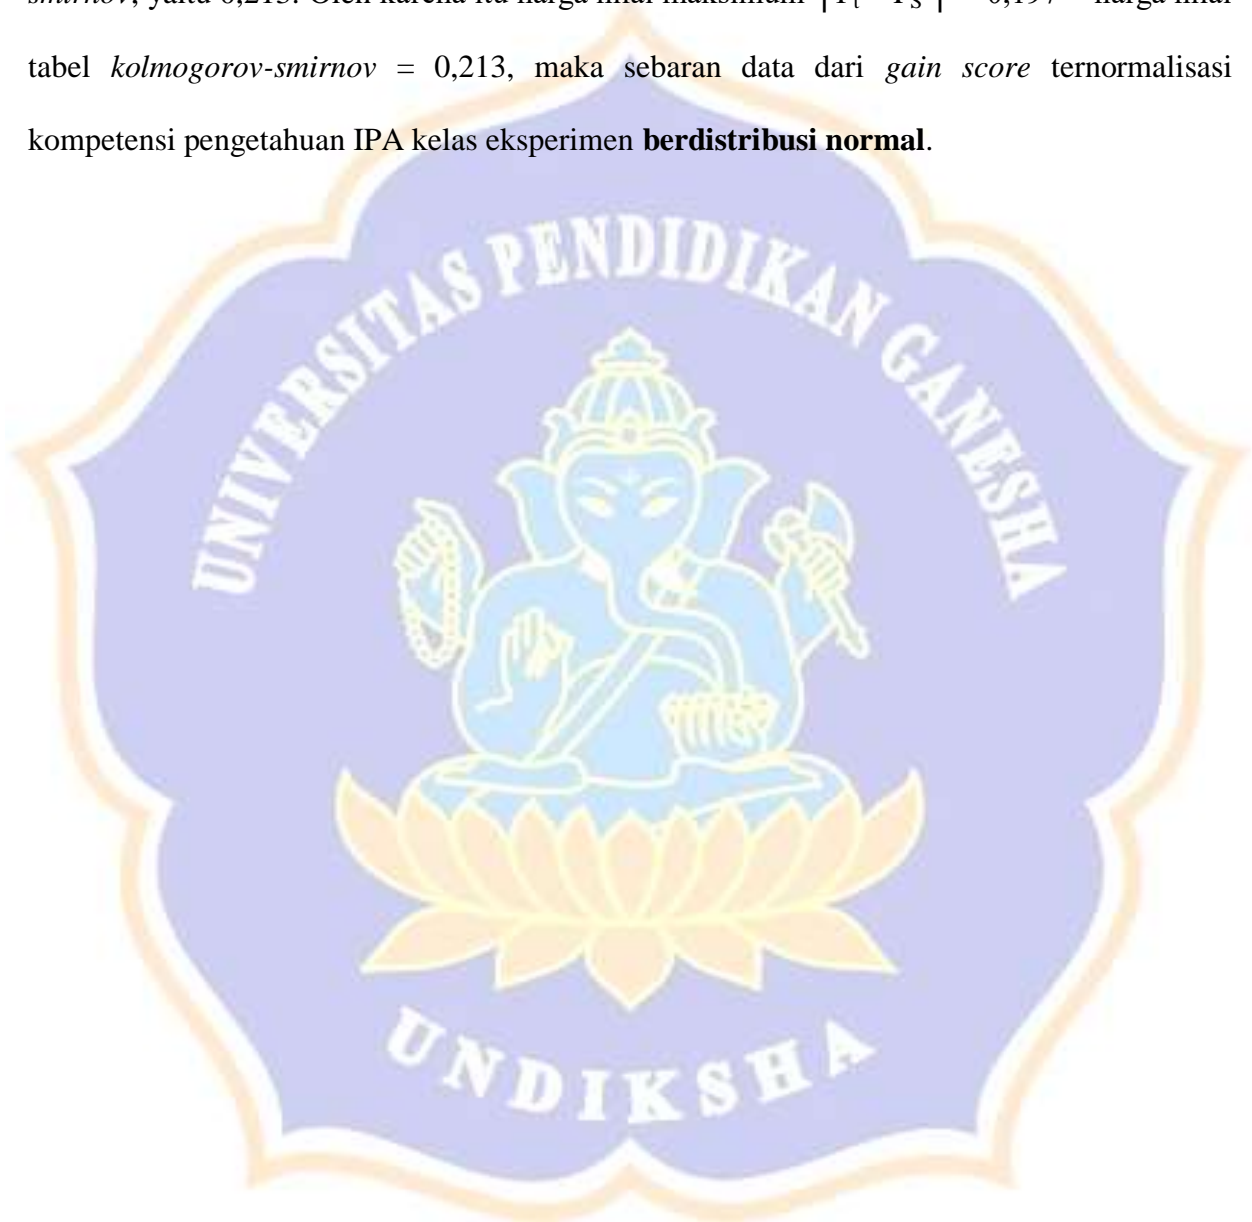 smirnov, yaitu 0,213. Oleh karena itu harga nilai maksimum
tabel kolmogorov-smirnov = 0,213, maka sebaran data dari gain score ternormalisasi
kompetensi pengetahuan IPA kelas eksperimen berdistribusi normal.
UNIVERSITAS PENDIDIKAN GANESHA
UNDIKSHA